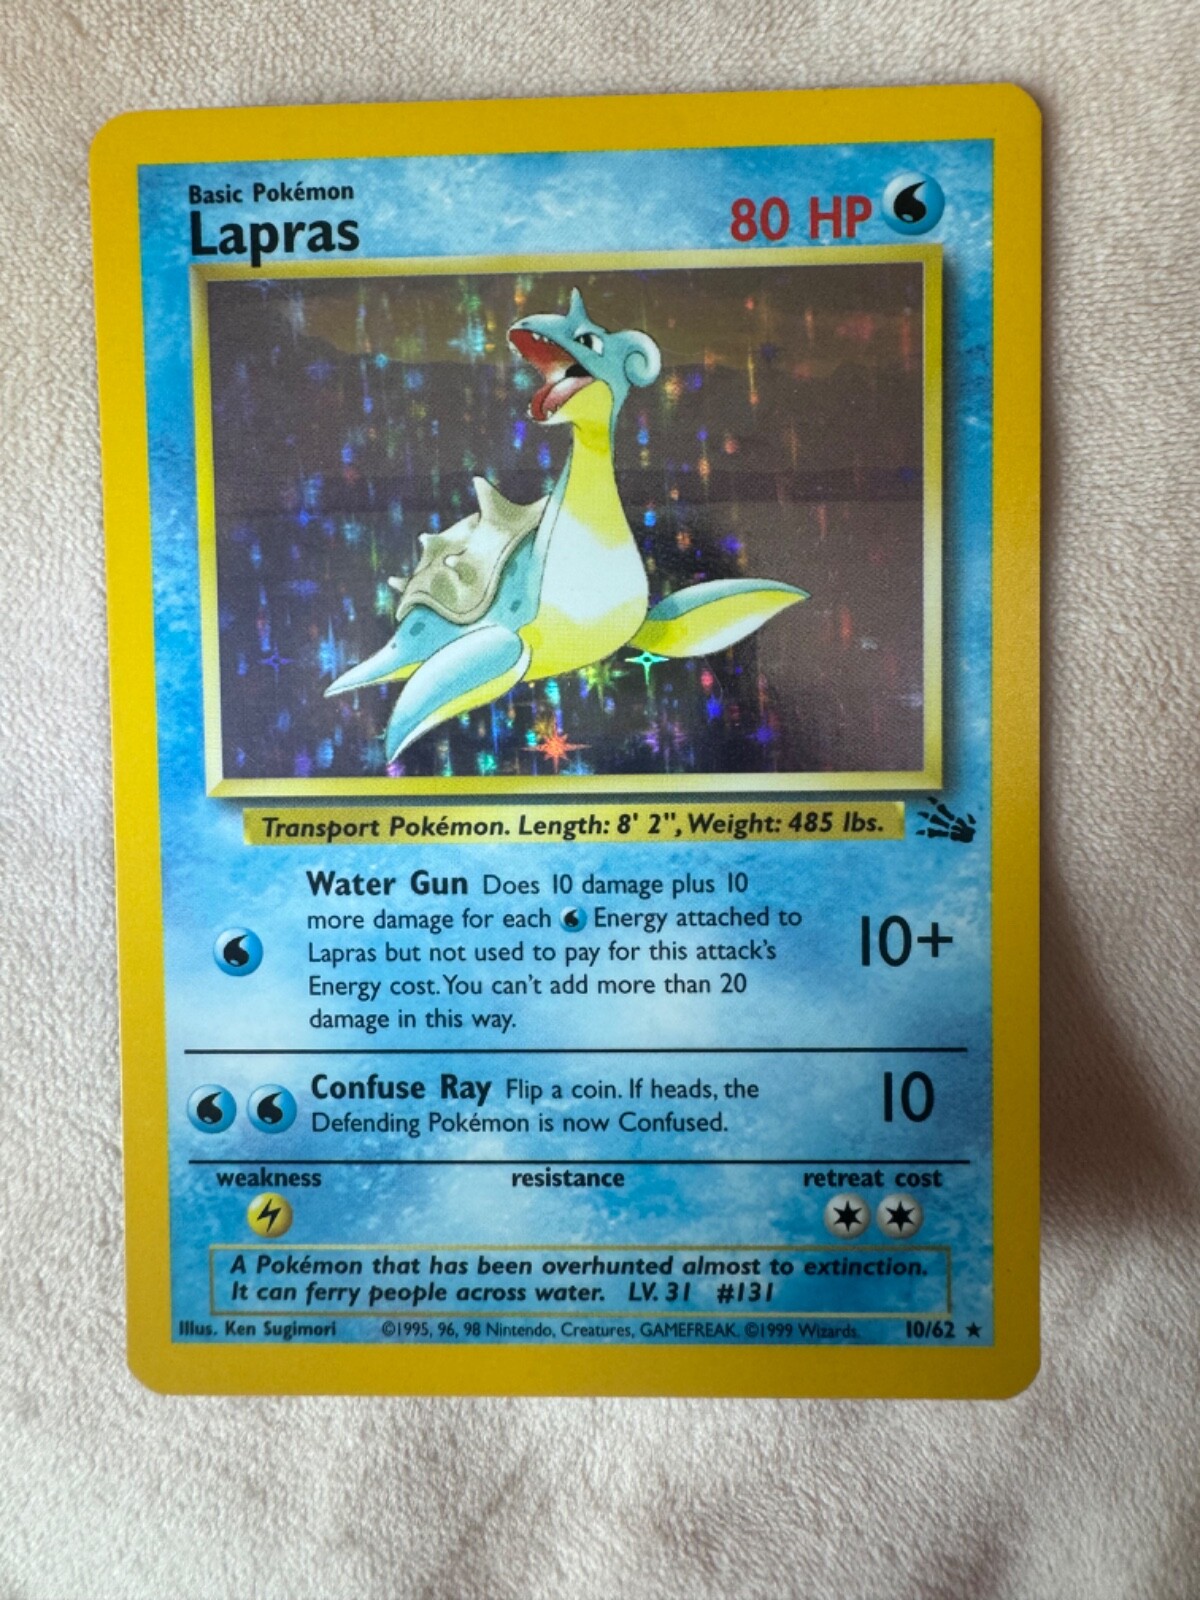 Basic Pokémon
Lapras
80 HP
Transport Pokémon. Length: 8' 2", Weight: 485 lbs.
Water Gun Does 10 damage plus 10
more damage for each Energy attached to
Lapras but not used to pay for this attack's
Energy cost. You can't add more than 20
damage in this way.
10+
Confuse Ray Flip a coin. If heads, the
Defending Pokémon is now Confused.
10
weakness resistance retreat cost
A Pokémon that has been overhunted almost to extinction.
It can ferry people across water. LV. 31 #131
Illus. Ken Sugimori ©1995, 96, 98 Nintendo, Creatures, GAMEFREAK. ©1999 Wizards. 10/62 ★